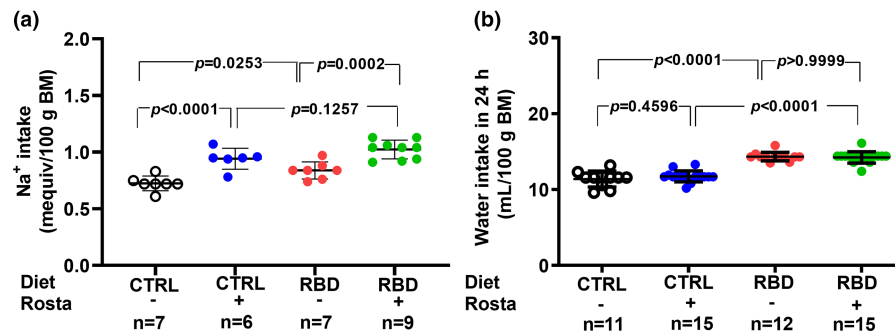 (a)
2.0
1.5
1.0
0.5
0.0
Na+ intake
(mequiv/100 g BM)
p=0.0253
p=0.0002
p<0.0001
p=0.1257
Diet CTRL CTRL RBD RBD
Rosta - + - +
n=7 n=6 n=7 n=9
(b)
30
20
10
0
Water intake in 24 h
(mL/100 g BM)
p<0.0001
p>0.9999
p=0.4596
p<0.0001
Diet CTRL CTRL RBD RBD
Rosta - + - +
n=11 n=15 n=12 n=15